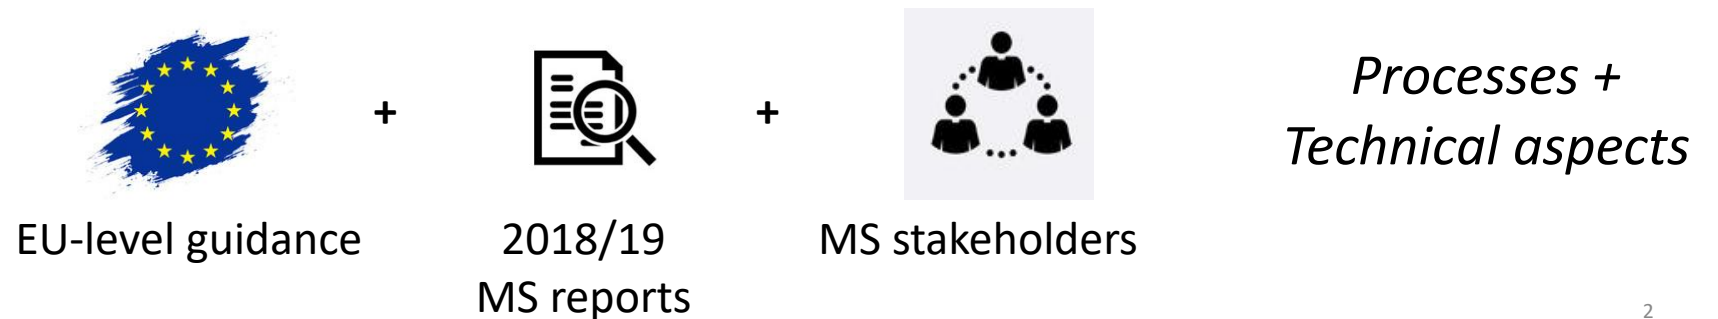 +
+
Processes +
Technical aspects
EU-level guidance
2018/19
MS reports
MS stakeholders
2